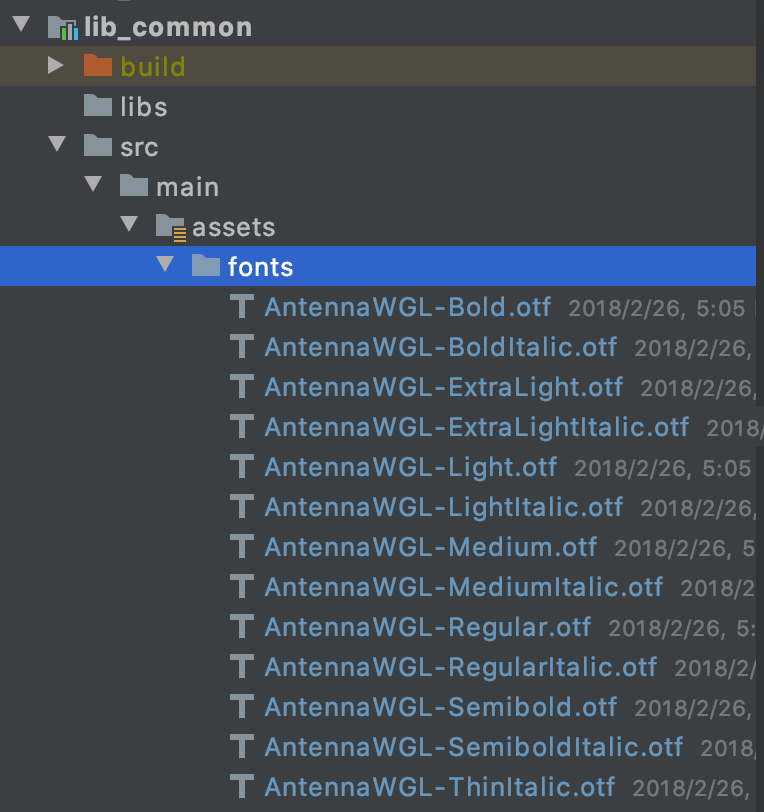 lib_common
build
libs
src
main
assets
fonts
AntennaWGL-Bold.otf 2018/2/26, 5:05
AntennaWGL-BoldItalic.otf 2018/2/26,
AntennaWGL-ExtraLight.otf 2018/2/26,
AntennaWGL-ExtraLightItalic.otf 2018/
AntennaWGL-Light.otf 2018/2/26, 5:05
AntennaWGL-LightItalic.otf 2018/2/26,
AntennaWGL-Medium.otf 2018/2/26, 5
AntennaWGL-MediumItalic.otf 2018/2
AntennaWGL-Regular.otf 2018/2/26, 5:
AntennaWGL-RegularItalic.otf 2018/2/
AntennaWGL-Semibold.otf 2018/2/26,
AntennaWGL-SemiboldItalic.otf 2018,
AntennaWGL-ThinItalic.otf 2018/2/26,